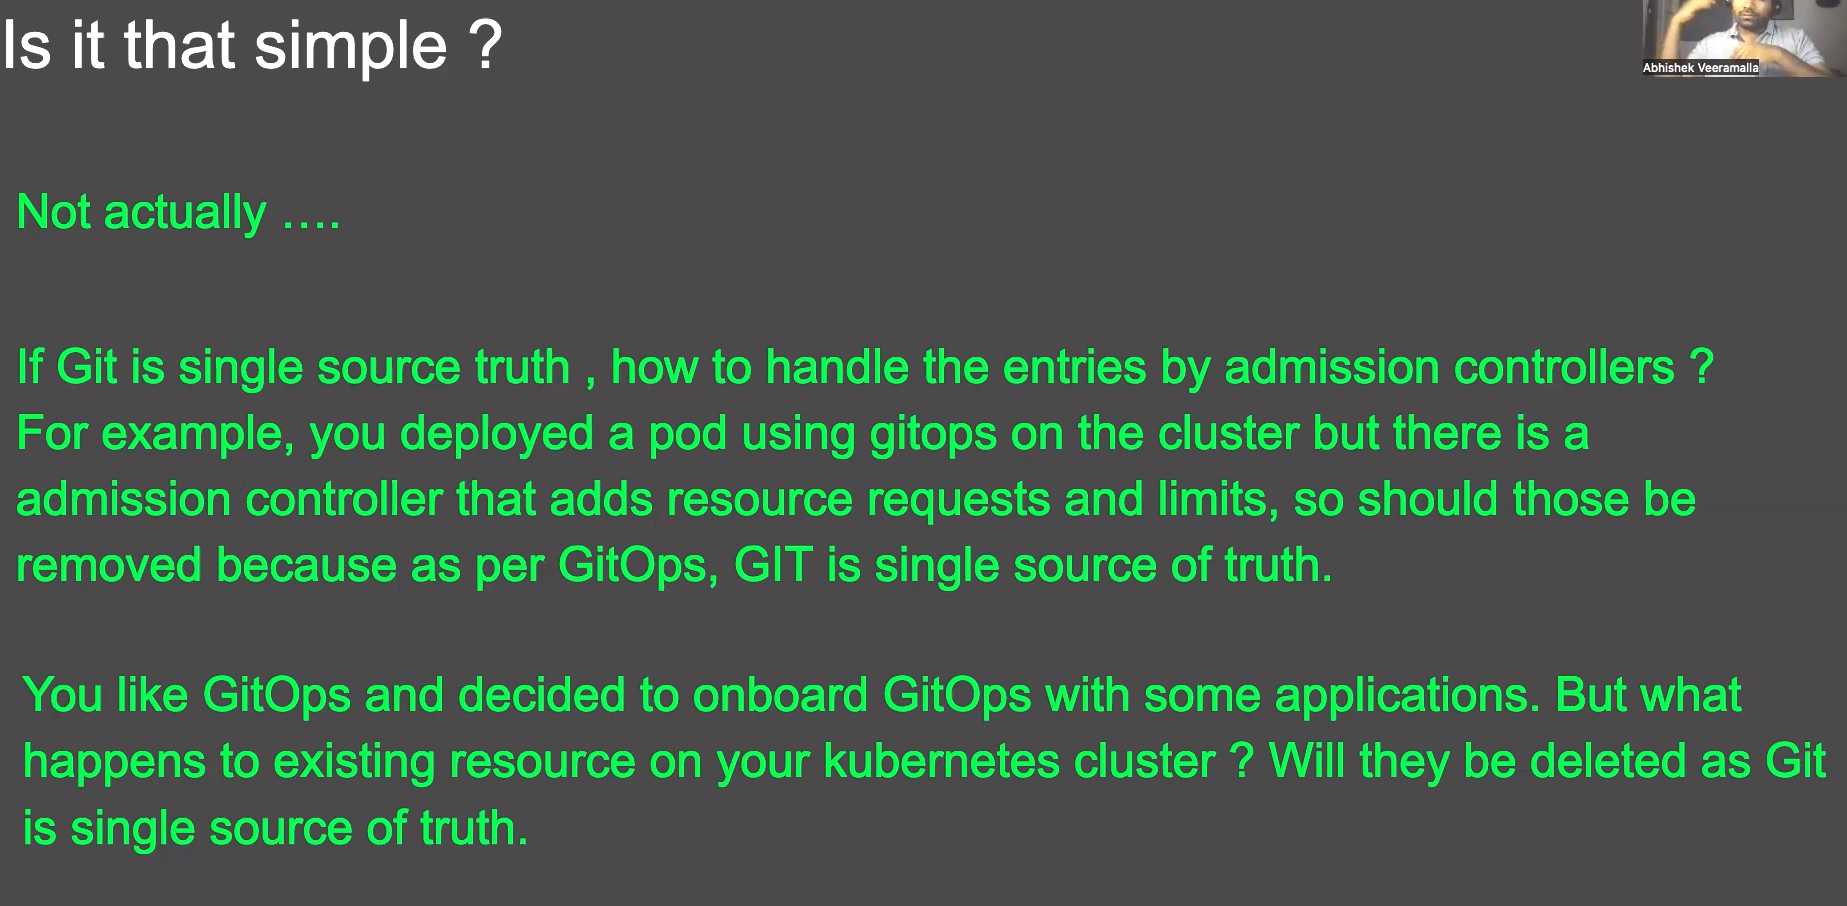 Is it that simple ?
Abhishek Veeramalla
Not actually ....
If Git is single source truth , how to handle the entries by admission controllers ?
For example, you deployed a pod using gitops on the cluster but there is a
admission controller that adds resource requests and limits, so should those be
removed because as per GitOps, GIT is single source of truth.
You like GitOps and decided to onboard GitOps with some applications. But what
happens to existing resource on your kubernetes cluster ? Will they be deleted as Git
is single source of truth.